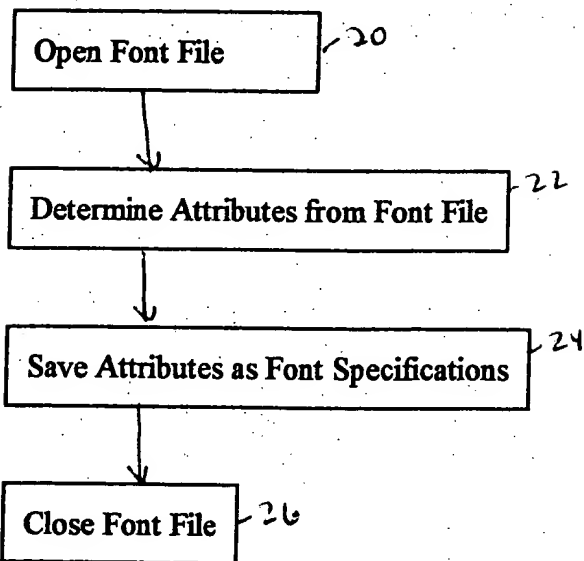 Open Font File
20
Determine Attributes from Font File
22
Save Attributes as Font Specifications
24
Close Font File
26